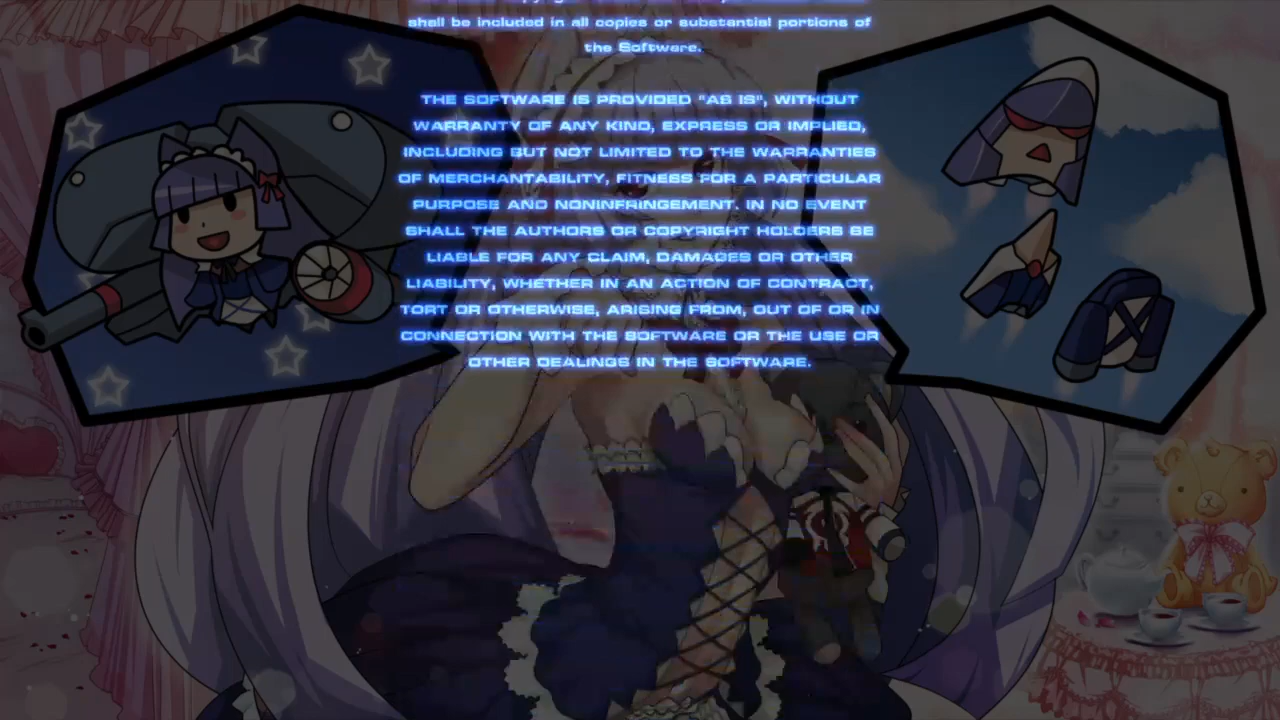 shall be included in all copies or substantial portions of
the Software.
THE SOFTWARE IS PROVIDED "AS IS", WITHOUT
WARRANTY OF ANY KIND, EXPRESS OR IMPLIED,
INCLUDING BUT NOT LIMITED TO THE WARRANTIES
OF MERCHANTABILITY, FITNESS FOR A PARTICULAR
PURPOSE AND NONINFRINGEMENT. IN NO EVENT
SHALL THE AUTHORS OR COPYRIGHT HOLDERS BE
LIABLE FOR ANY CLAIM, DAMAGES OR OTHER
LIABILITY, WHETHER IN AN ACTION OF CONTRACT,
TORT OR OTHERWISE, ARISING FROM, OUT OF OR IN
CONNECTION WITH THE SOFTWARE OR THE USE OR
OTHER DEALINGS IN THE SOFTWARE.